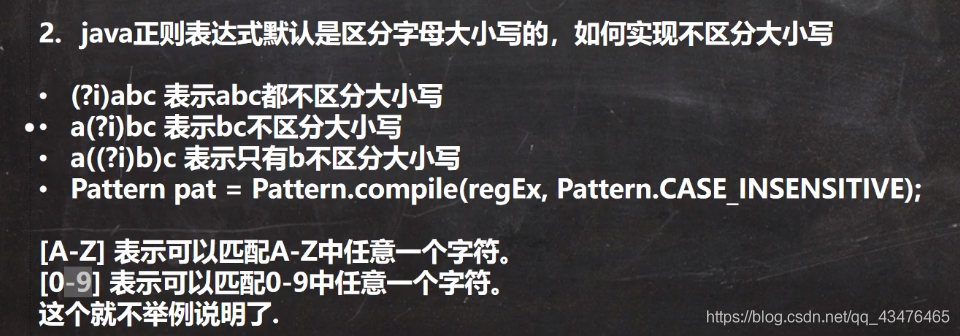 2. java正则表达式默认是区分字母大小写的，如何实现不区分大小写
• (?i)abc 表示abc都不区分大小写
• a(?i)bc 表示bc不区分大小写
• a((?i)b)c 表示只有b不区分大小写
• Pattern pat = Pattern.compile(regEx, Pattern.CASE_INSENSITIVE);
[A-Z] 表示可以匹配A-Z中任意一个字符。
[0-9] 表示可以匹配0-9中任意一个字符。
这个就不举例说明了.
https://blog.csdn.net/qq_43476465